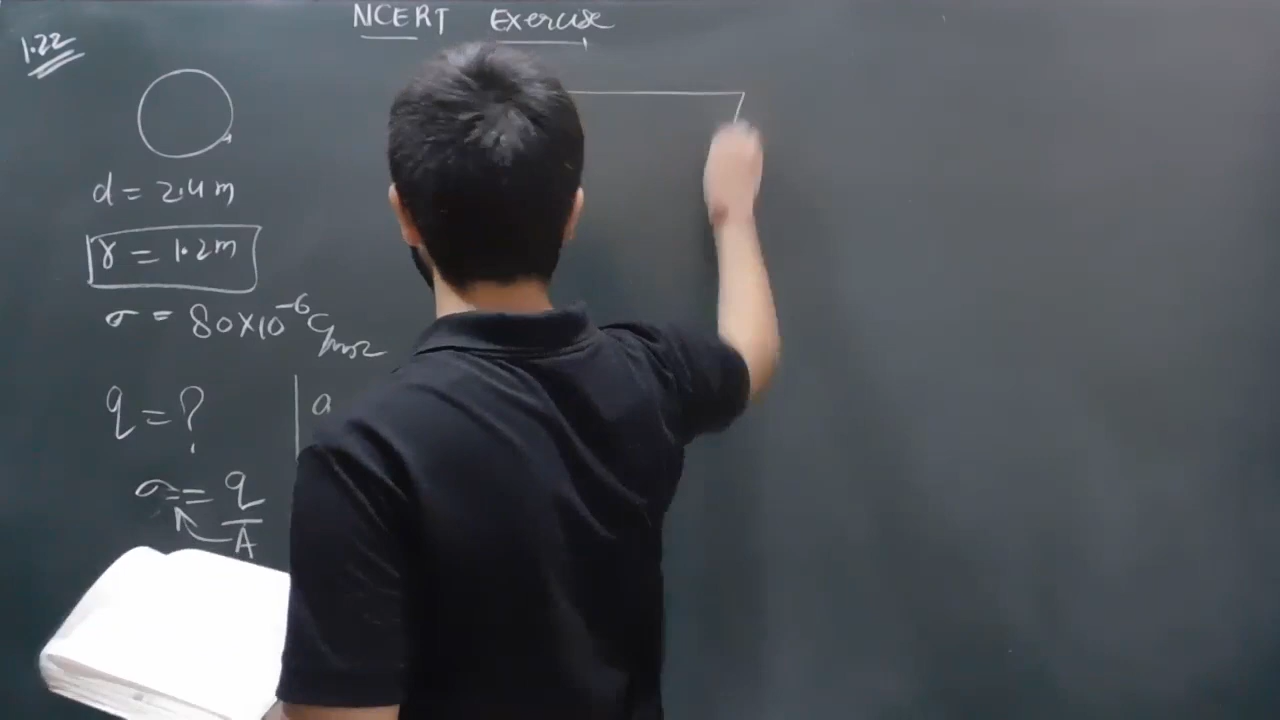 NCERT Exercise
1.22
d = 2.4 m
r = 1.2 m
σ = 80×10⁻⁶ C/m²
q = ?
a
σ = q/A